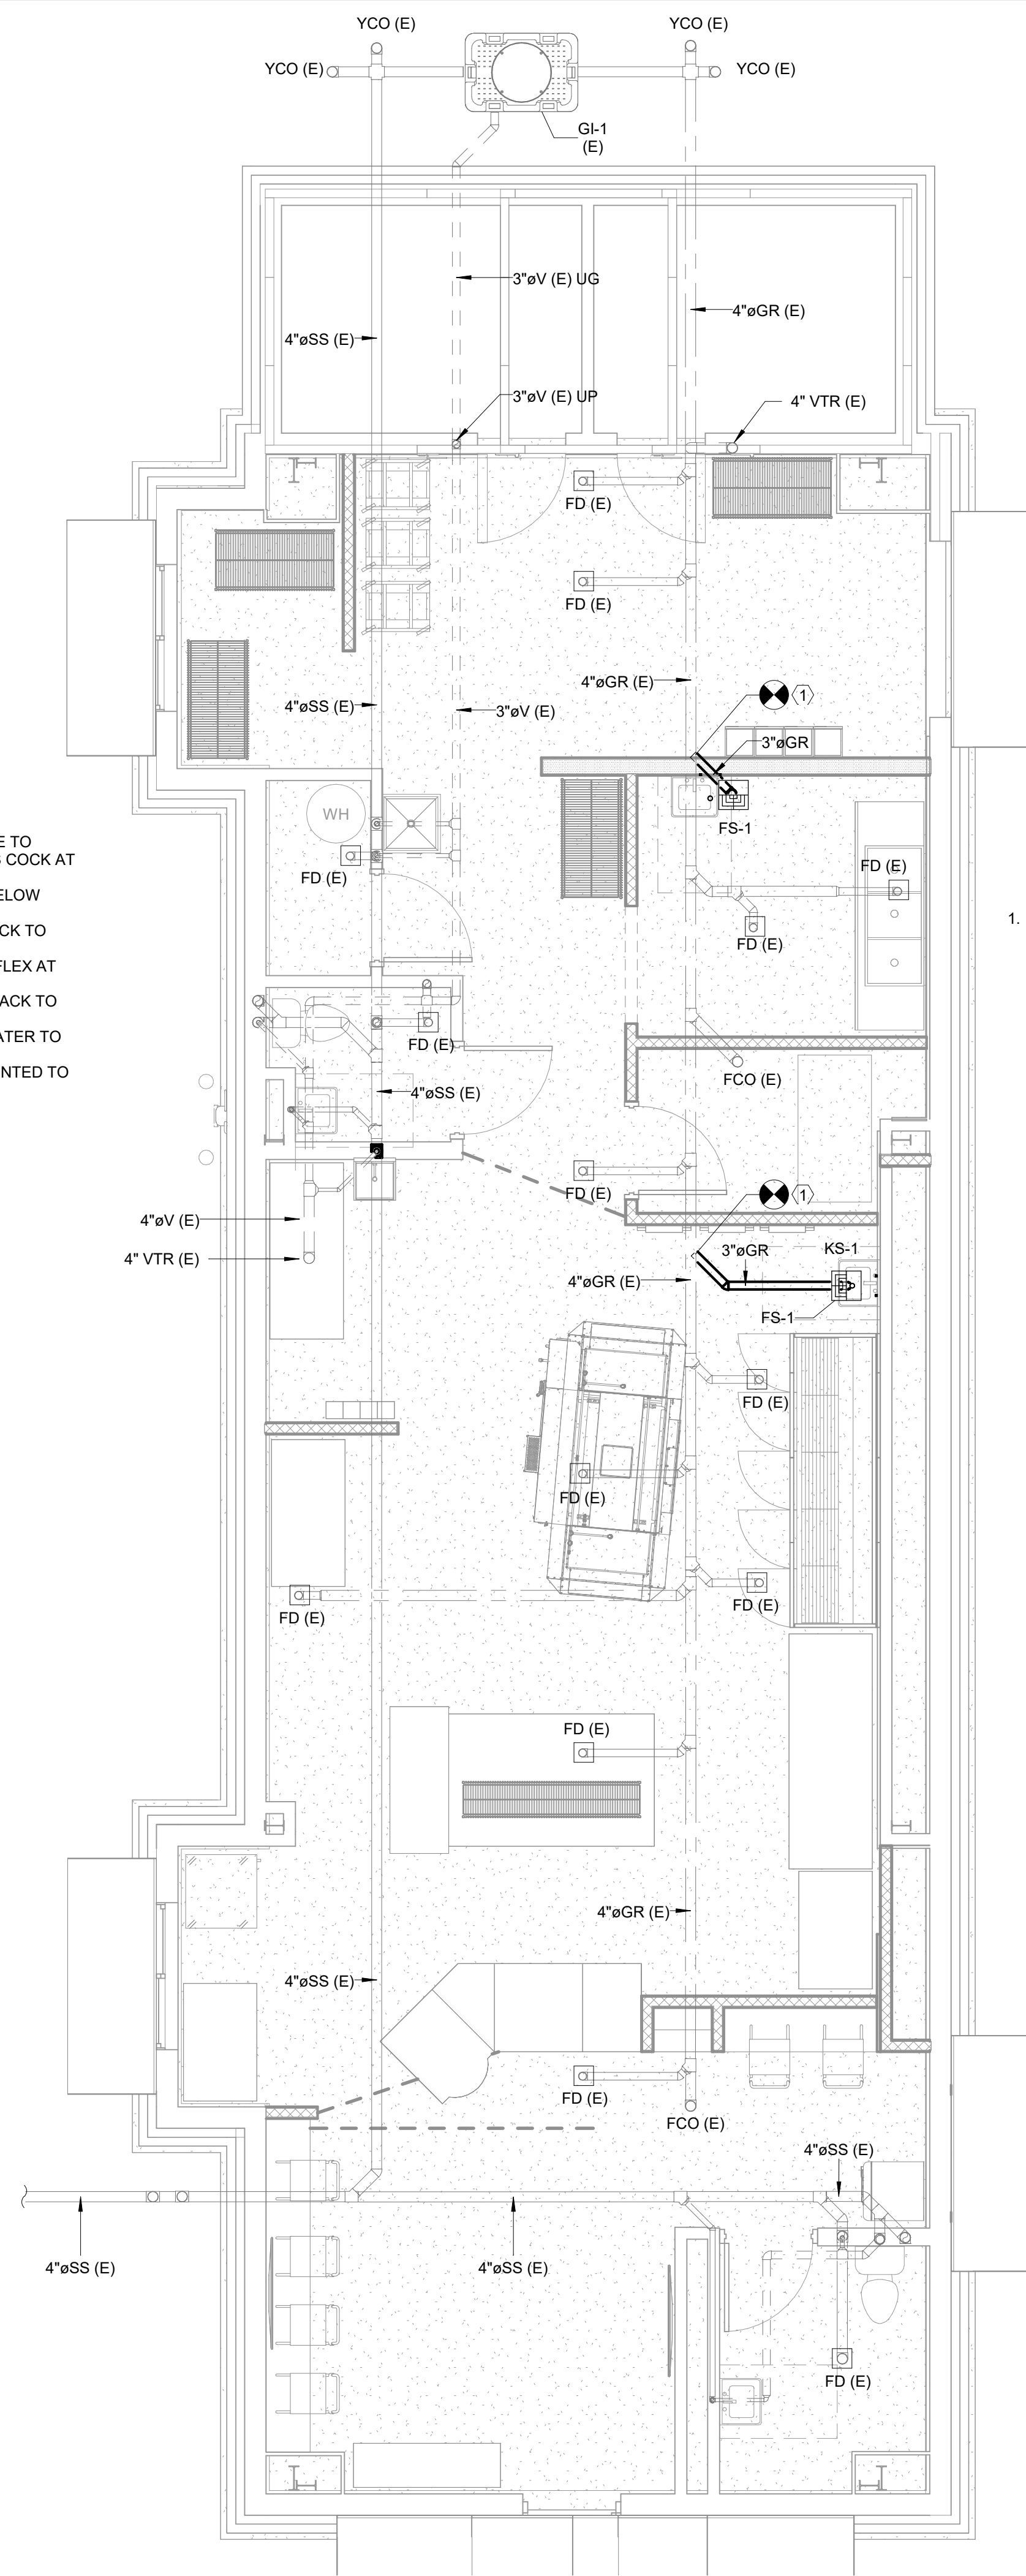 YCO (E)
YCO (E)
YCO (E)
YCO (E)
GI-1
(E)
3"øV (E) UG
4"øGR (E)
4"øSS (E)
3"øV (E) UP
4" VTR (E)
FD (E)
FD (E)
4"øGR (E)
1
4"øSS (E)
3"øV (E)
3"øGR
WH
FS-1
E TO
COCK AT
FD (E)
FD (E)
ELOW
1.
CK TO
FD (E)
FLEX AT
ACK TO
ATER TO
FD (E)
NTED TO
FCO (E)
4"øSS (E)
FD (E)
1
4"øV (E)
4" VTR (E)
3"øGR
KS-1
4"øGR (E)
FS-1
FD (E)
FD (E)
FD (E)
FD (E)
FD (E)
4"øGR (E)
4"øSS (E)
FD (E)
FCO (E)
4"øSS (E)
4"øSS (E)
4"øSS (E)
FD (E)